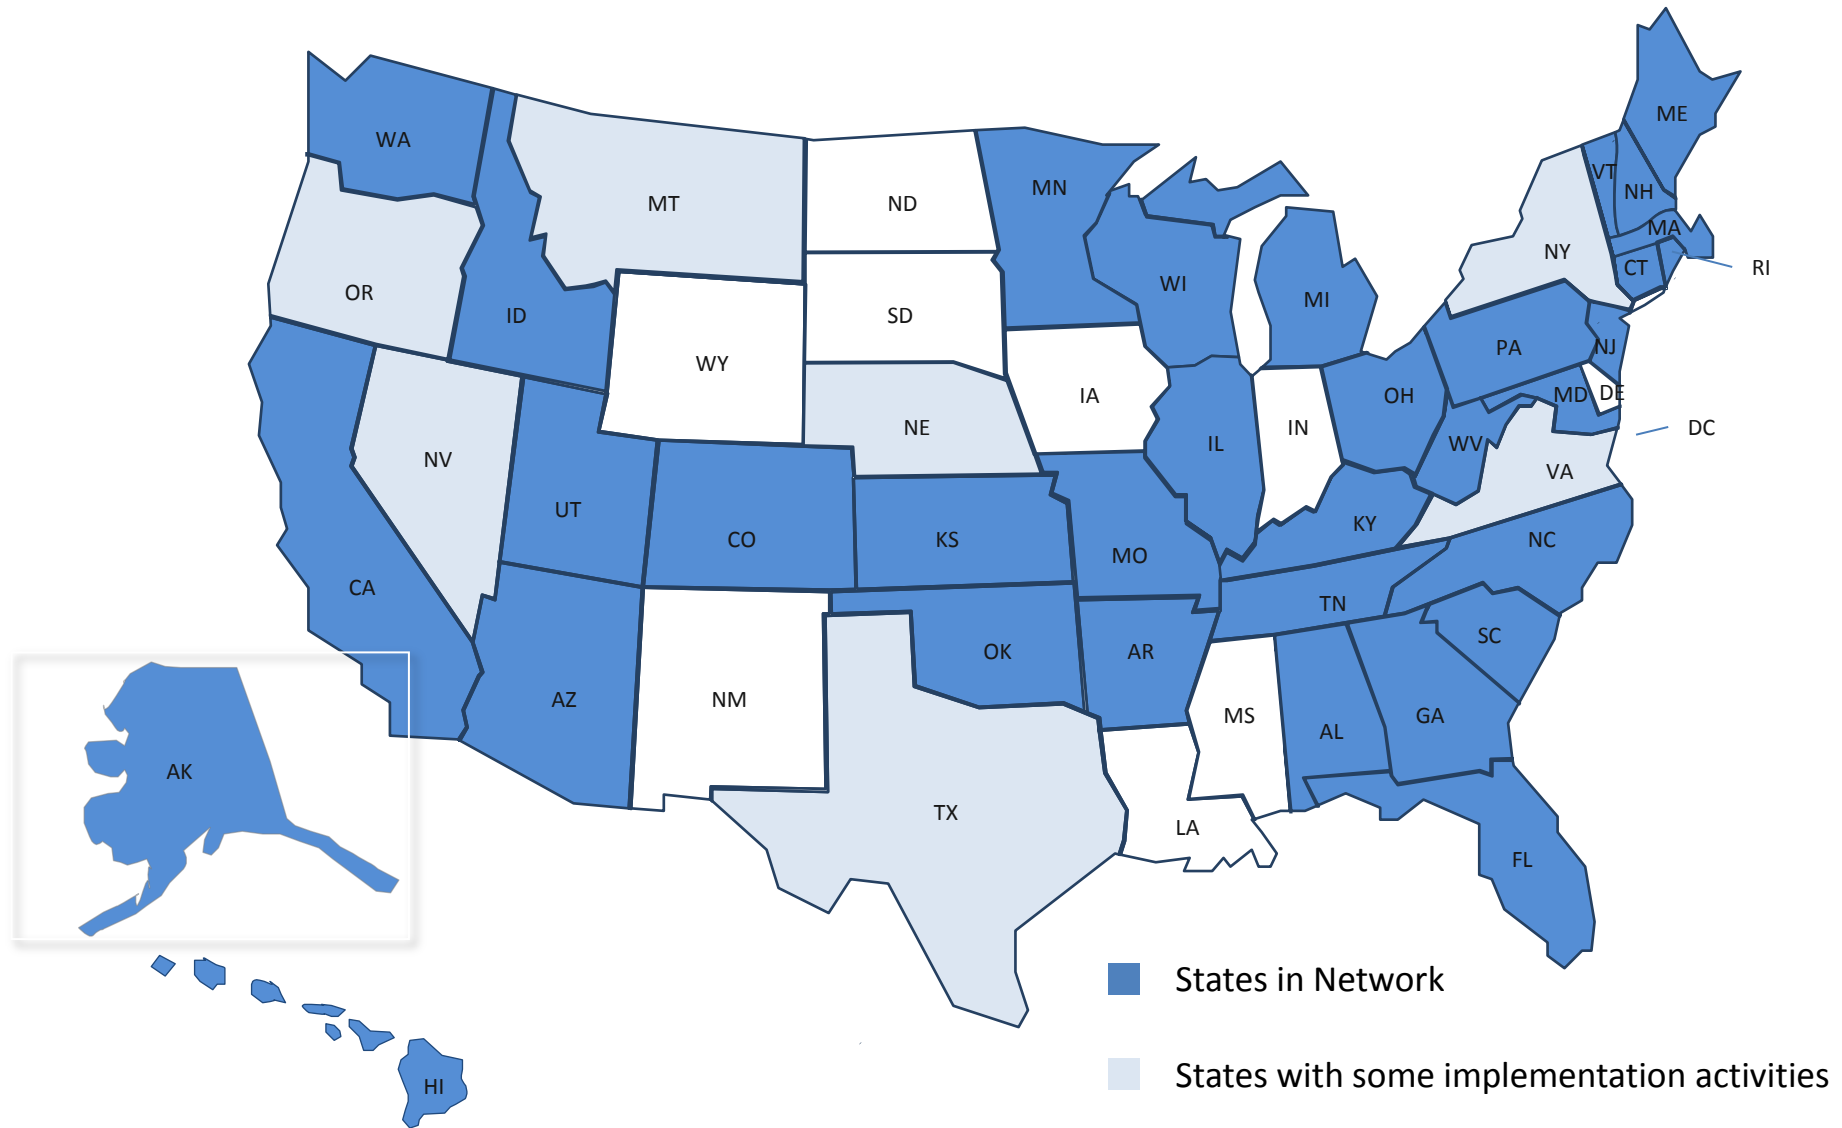 ME
WA
VT
MN
NH
MT
ND
MA
NY
CT
RI
WI
OR
MI
ID
SD
PA
NJ
WY
IA
OH
MD
DE
NE
IN
DC
IL
WV
NV
VA
UT
KY
CO
KS
NC
MO
CA
TN
SC
OK
AR
AZ
NM
MS
GA
AL
AK
TX
LA
FL
States in Network
States with some implementation activities
HI